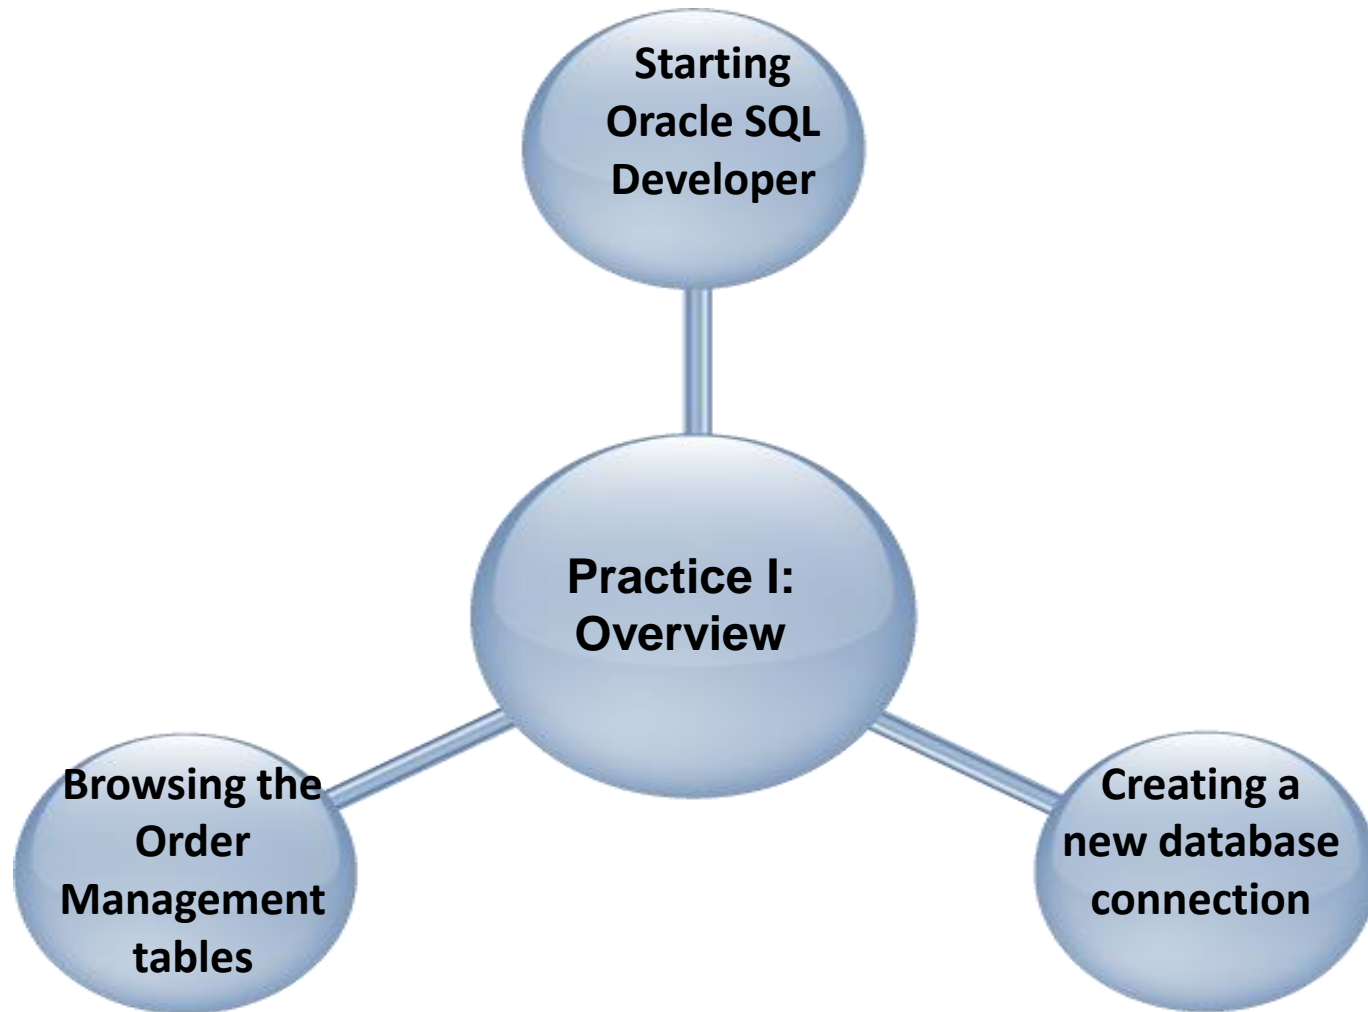 Starting
Oracle SQL
Developer
Practice I:
Overview
Browsing the
Order
Management
tables
Creating a
new database
connection